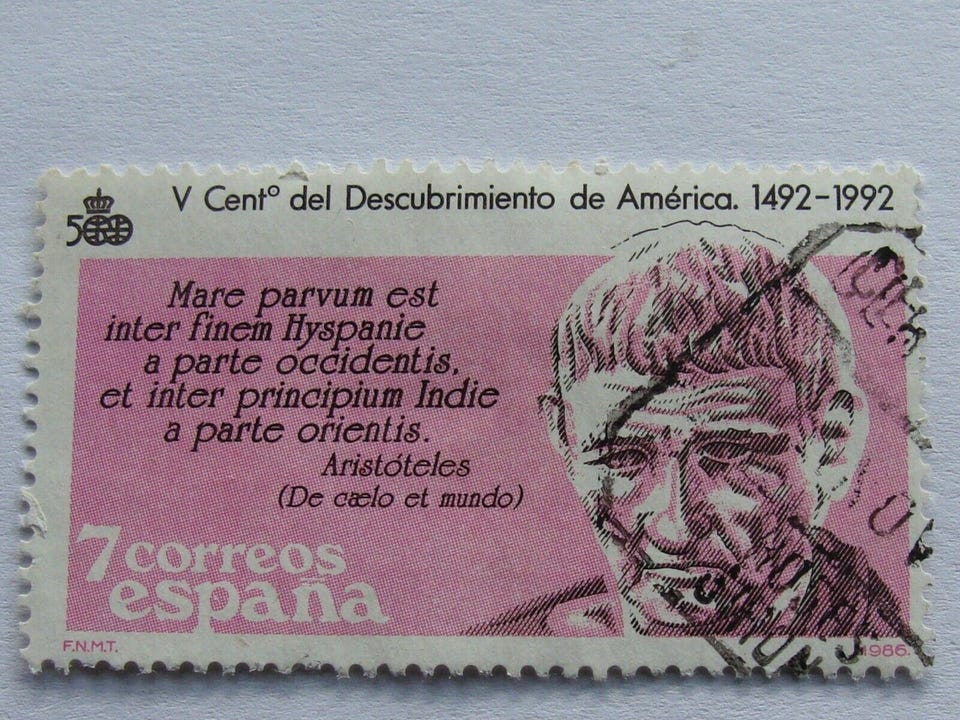 V Centº del Descubrimiento de América. 1492-1992
500
Mare parvum est
inter finem Hyspanie
a parte occidentis,
et inter principium Indie
a parte orientis.
Aristóteles
(De cælo et mundo)
7 correos
españa
F.N.M.T.
1986